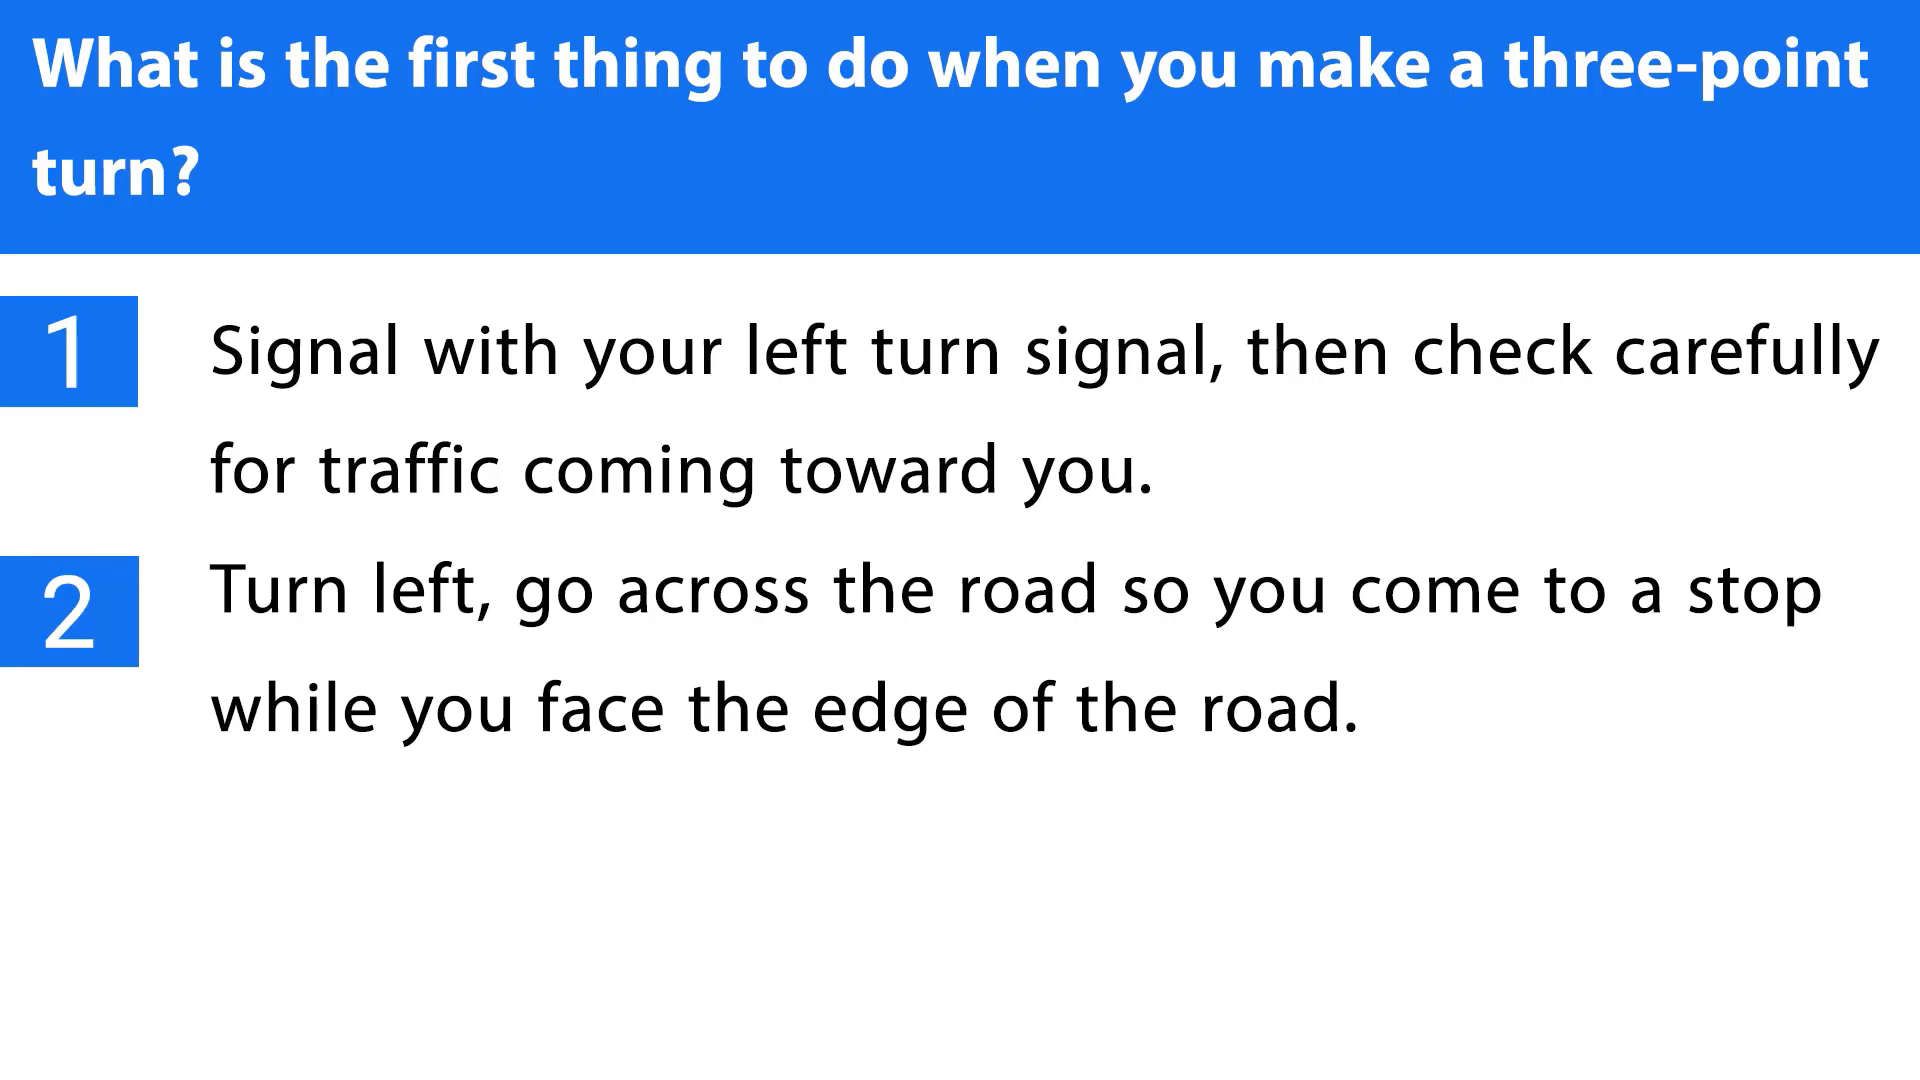 What is the first thing to do when you make a three-point
turn?
1
Signal with your left turn signal, then check carefully
for traffic coming toward you.
2
Turn left, go across the road so you come to a stop
while you face the edge of the road.